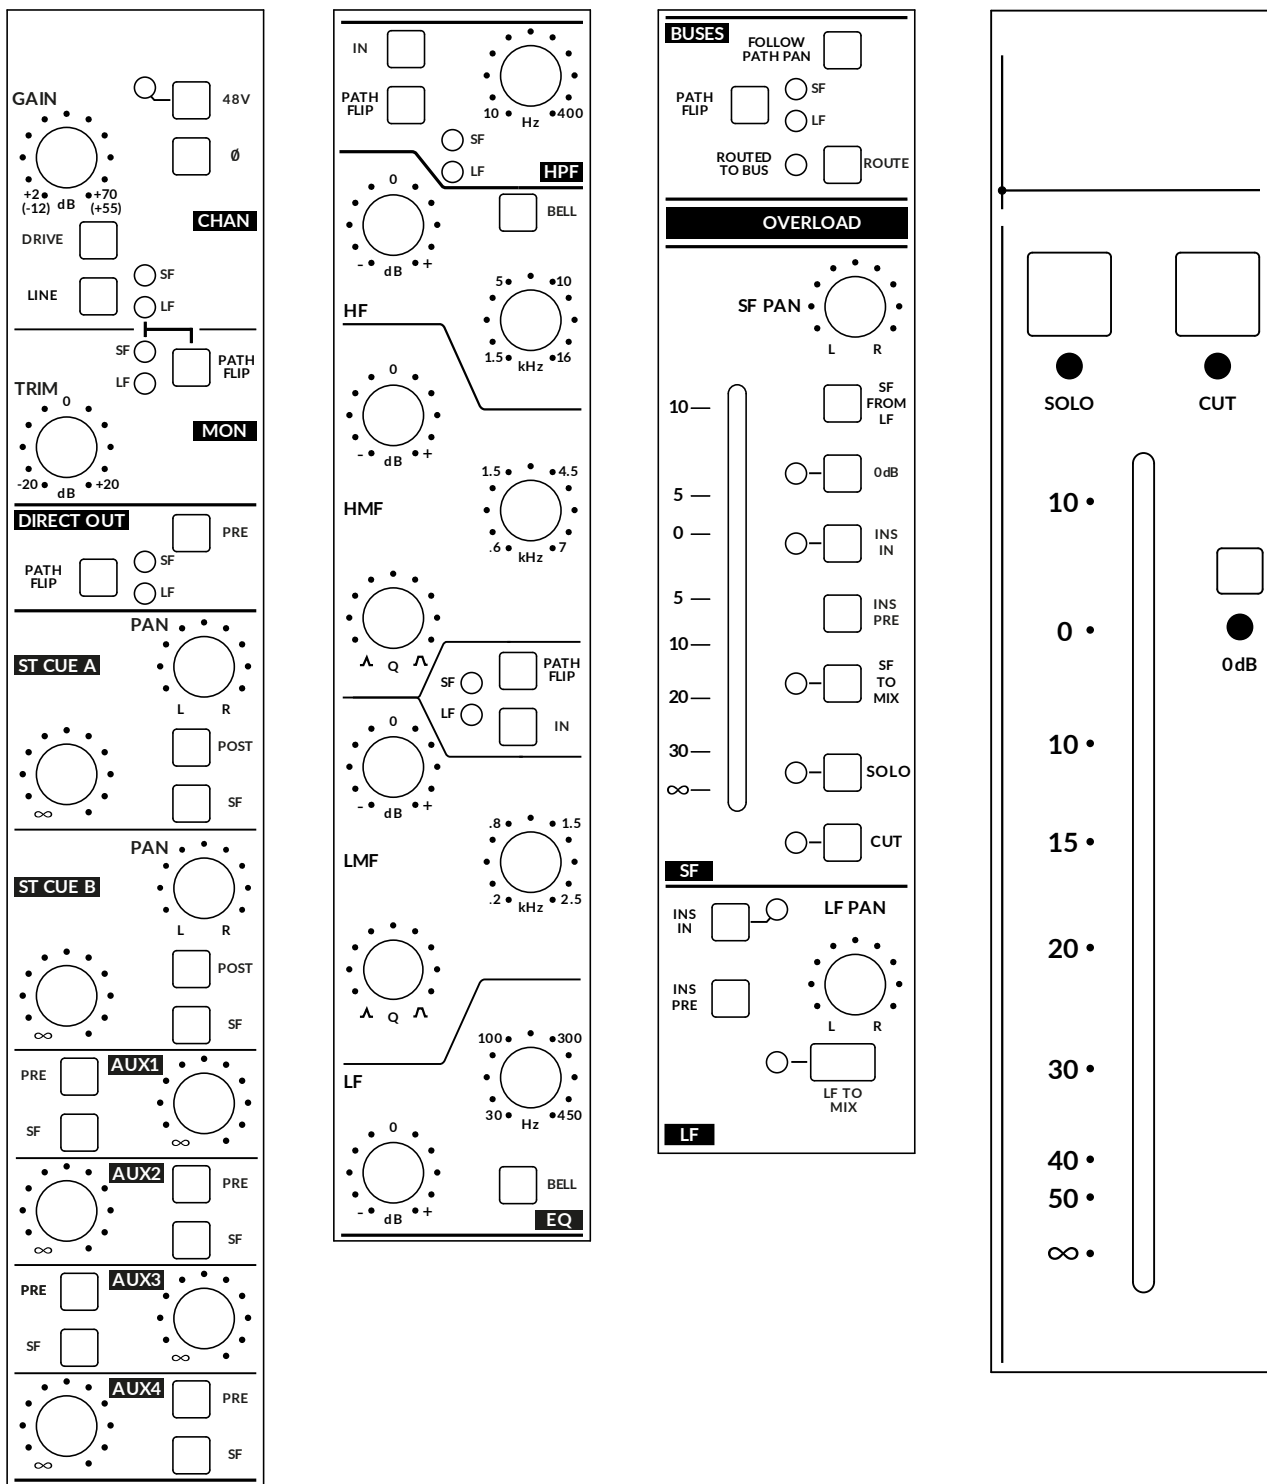 GAIN
48V
Ø
+2
(-12)
dB
+70
(+55)
CHAN
DRIVE
LINE
SF
LF
SF
LF
PATH
FLIP
TRIM
0
MON
-20
dB
+20
DIRECT OUT
PRE
PATH
FLIP
SF
LF
PAN
ST CUE A
L
R
POST
SF
∞
PAN
ST CUE B
L
R
POST
SF
∞
PRE
AUX1
SF
∞
AUX2
PRE
SF
∞
PRE
AUX3
SF
∞
AUX4
PRE
SF
∞
IN
PATH
FLIP
10
Hz
400
SF
LF
HPF
0
BELL
-
dB
+
5
10
HF
1.5
kHz
16
0
-
dB
+
1.5
4.5
HMF
.6
kHz
7
Q
PATH
FLIP
SF
LF
IN
0
-
dB
+
.8
1.5
LMF
.2
kHz
2.5
Q
100
300
LF
30
Hz
450
0
BELL
-
dB
+
EQ
BUSES
FOLLOW
PATH PAN
PATH
FLIP
SF
LF
ROUTED
TO BUS
ROUTE
OVERLOAD
SF PAN
L
R
10
5
0
5
10
20
30
∞
SF
FROM
LF
0dB
INS
IN
INS
PRE
SF
TO
MIX
SOLO
CUT
SF
INS
IN
LF PAN
INS
PRE
L
R
LF TO
MIX
LF
SOLO
CUT
10
0
0dB
10
15
20
30
40
50
∞